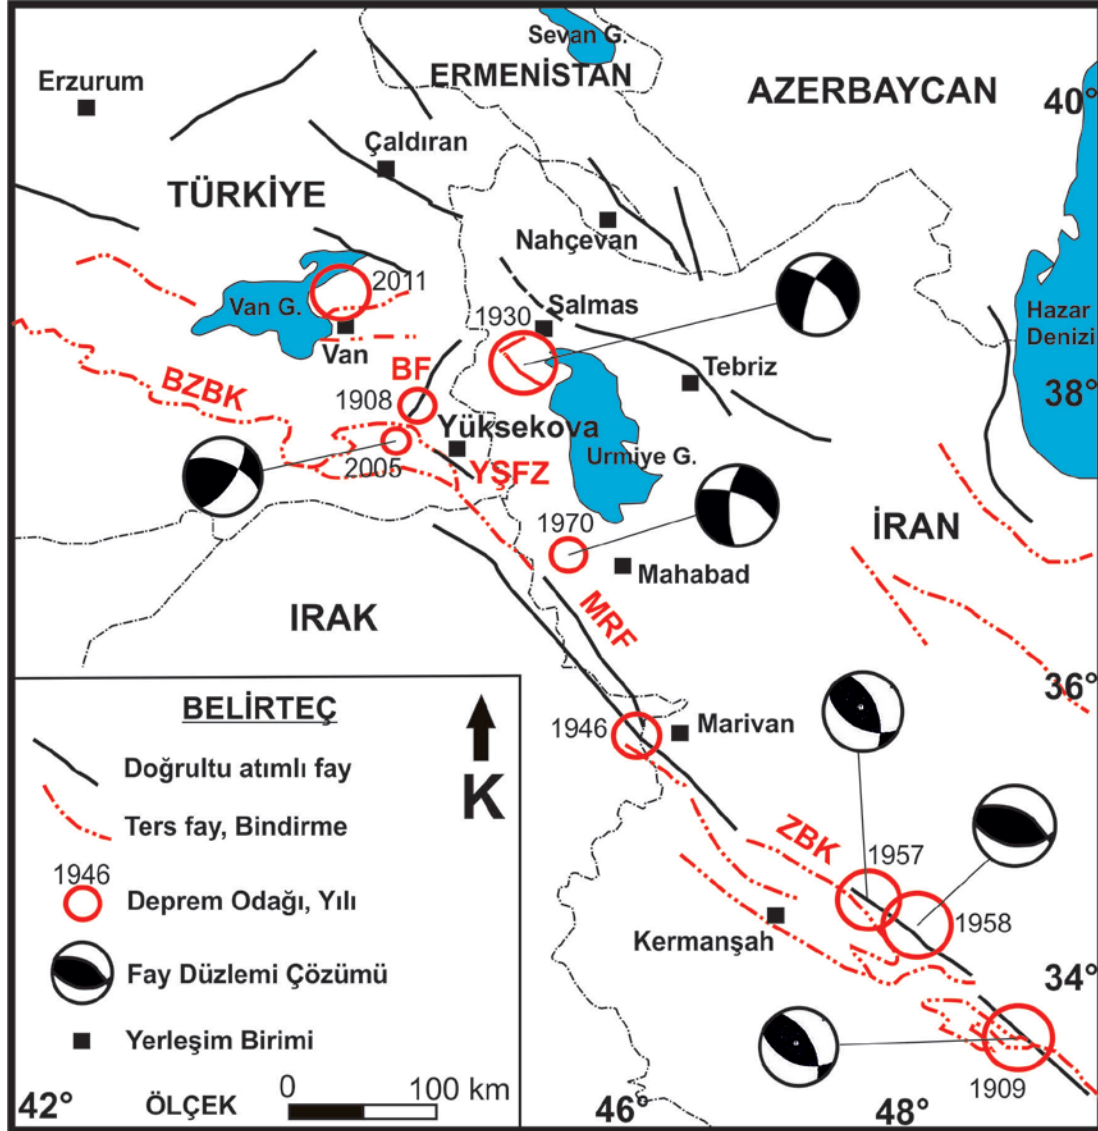 Sevan G.
ERMENİSTAN
AZERBAYCAN
40°
Erzurum
Çaldıran
TÜRKİYE
Nahçevan
2011
Van G.
Van
1930
Salmas
Hazar
Denizi
Tebriz
38°
BZBK
BF
1908
Yüksekova
2005
YŞFZ
Urmiye G.
1970
İRAN
Mahabad
IRAK
MRF
36°
1946
Marivan
ZBK
1957
1958
Kermanşah
34°
1909
BELİRTEÇ
K
Doğrultu atımlı fay
Ters fay, Bindirme
1946
Deprem Odağı, Yılı
Fay Düzlemi Çözümü
Yerleşim Birimi
ÖLÇEK
0
100 km
42°
46°
48°